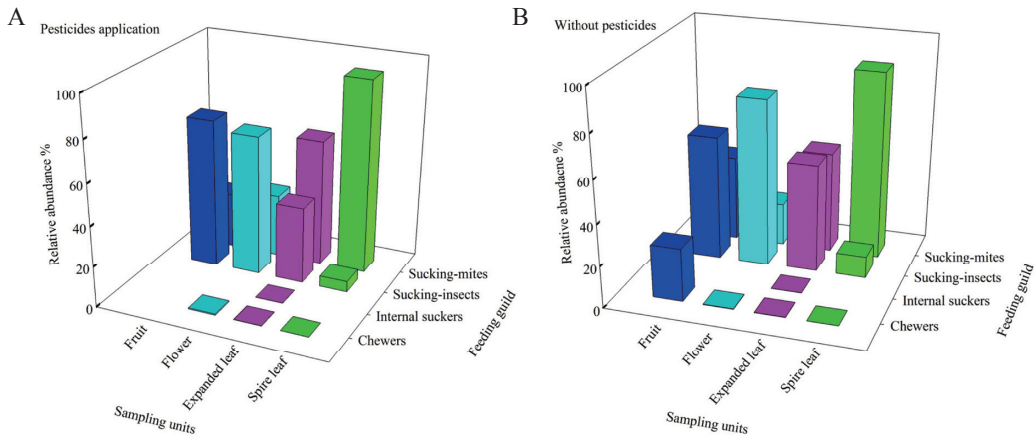 A
Pesticides application
100
80
60
40
20
0
Relative abundance %
Fruit
Flower
Expanded leaf
Spire leaf
Sampling units
Sucking-mites
Sucking-insects
Internal suckers
Chewers
Feeding guild
B
Without pesticides
100
80
60
40
20
0
Relative abundacne %
Fruit
Flower
Expanded leaf
Spire leaf
Sampling units
Sucking-mites
Sucking-insects
Internal suckers
Chewers
Feeding guild